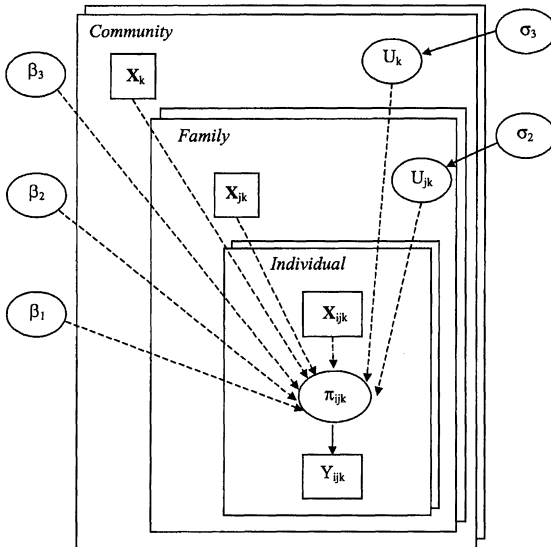 Community
σ3
Uk
β3
Xk
Family
σ2
Ujk
Xjk
β2
Individual
Xijk
β1
πijk
Yijk